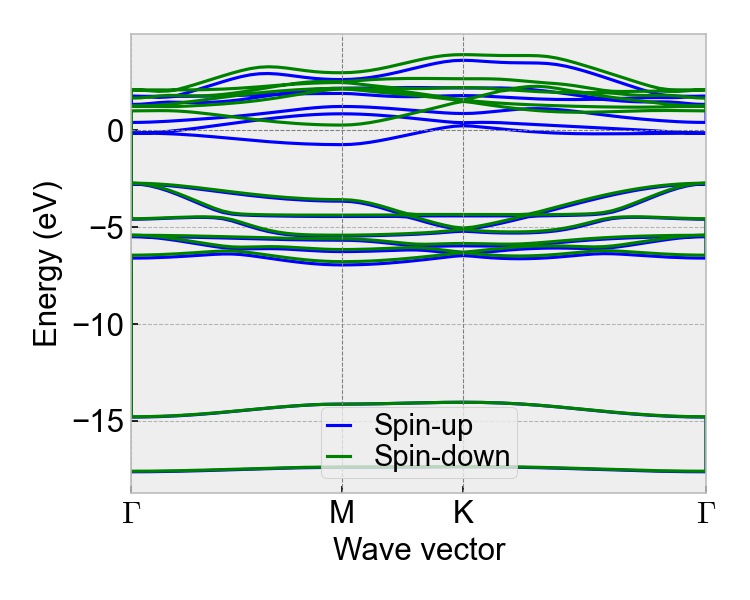 Energy (eV)
0
−5
−10
−15
Spin-up
Spin-down
Γ M K Γ
Wave vector